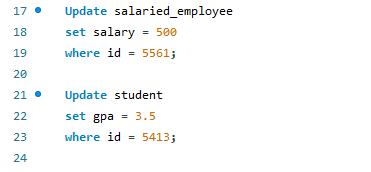 17 Update salaried_employee
18 set salary = 500
19 where id = 5561;
20
21 Update student
22 set gpa = 3.5
23 where id = 5413;
24